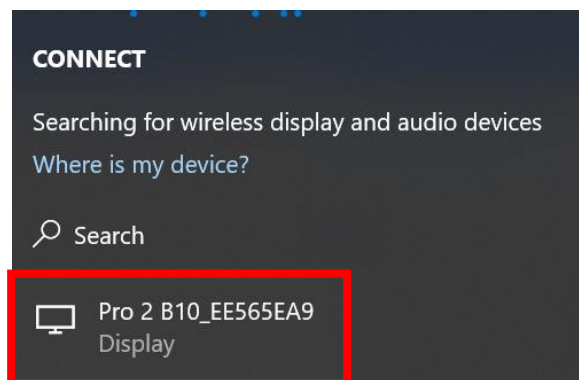 CONNECT
Searching for wireless display and audio devices
Where is my device?
Search
Pro 2 B10_EE565EA9
Display